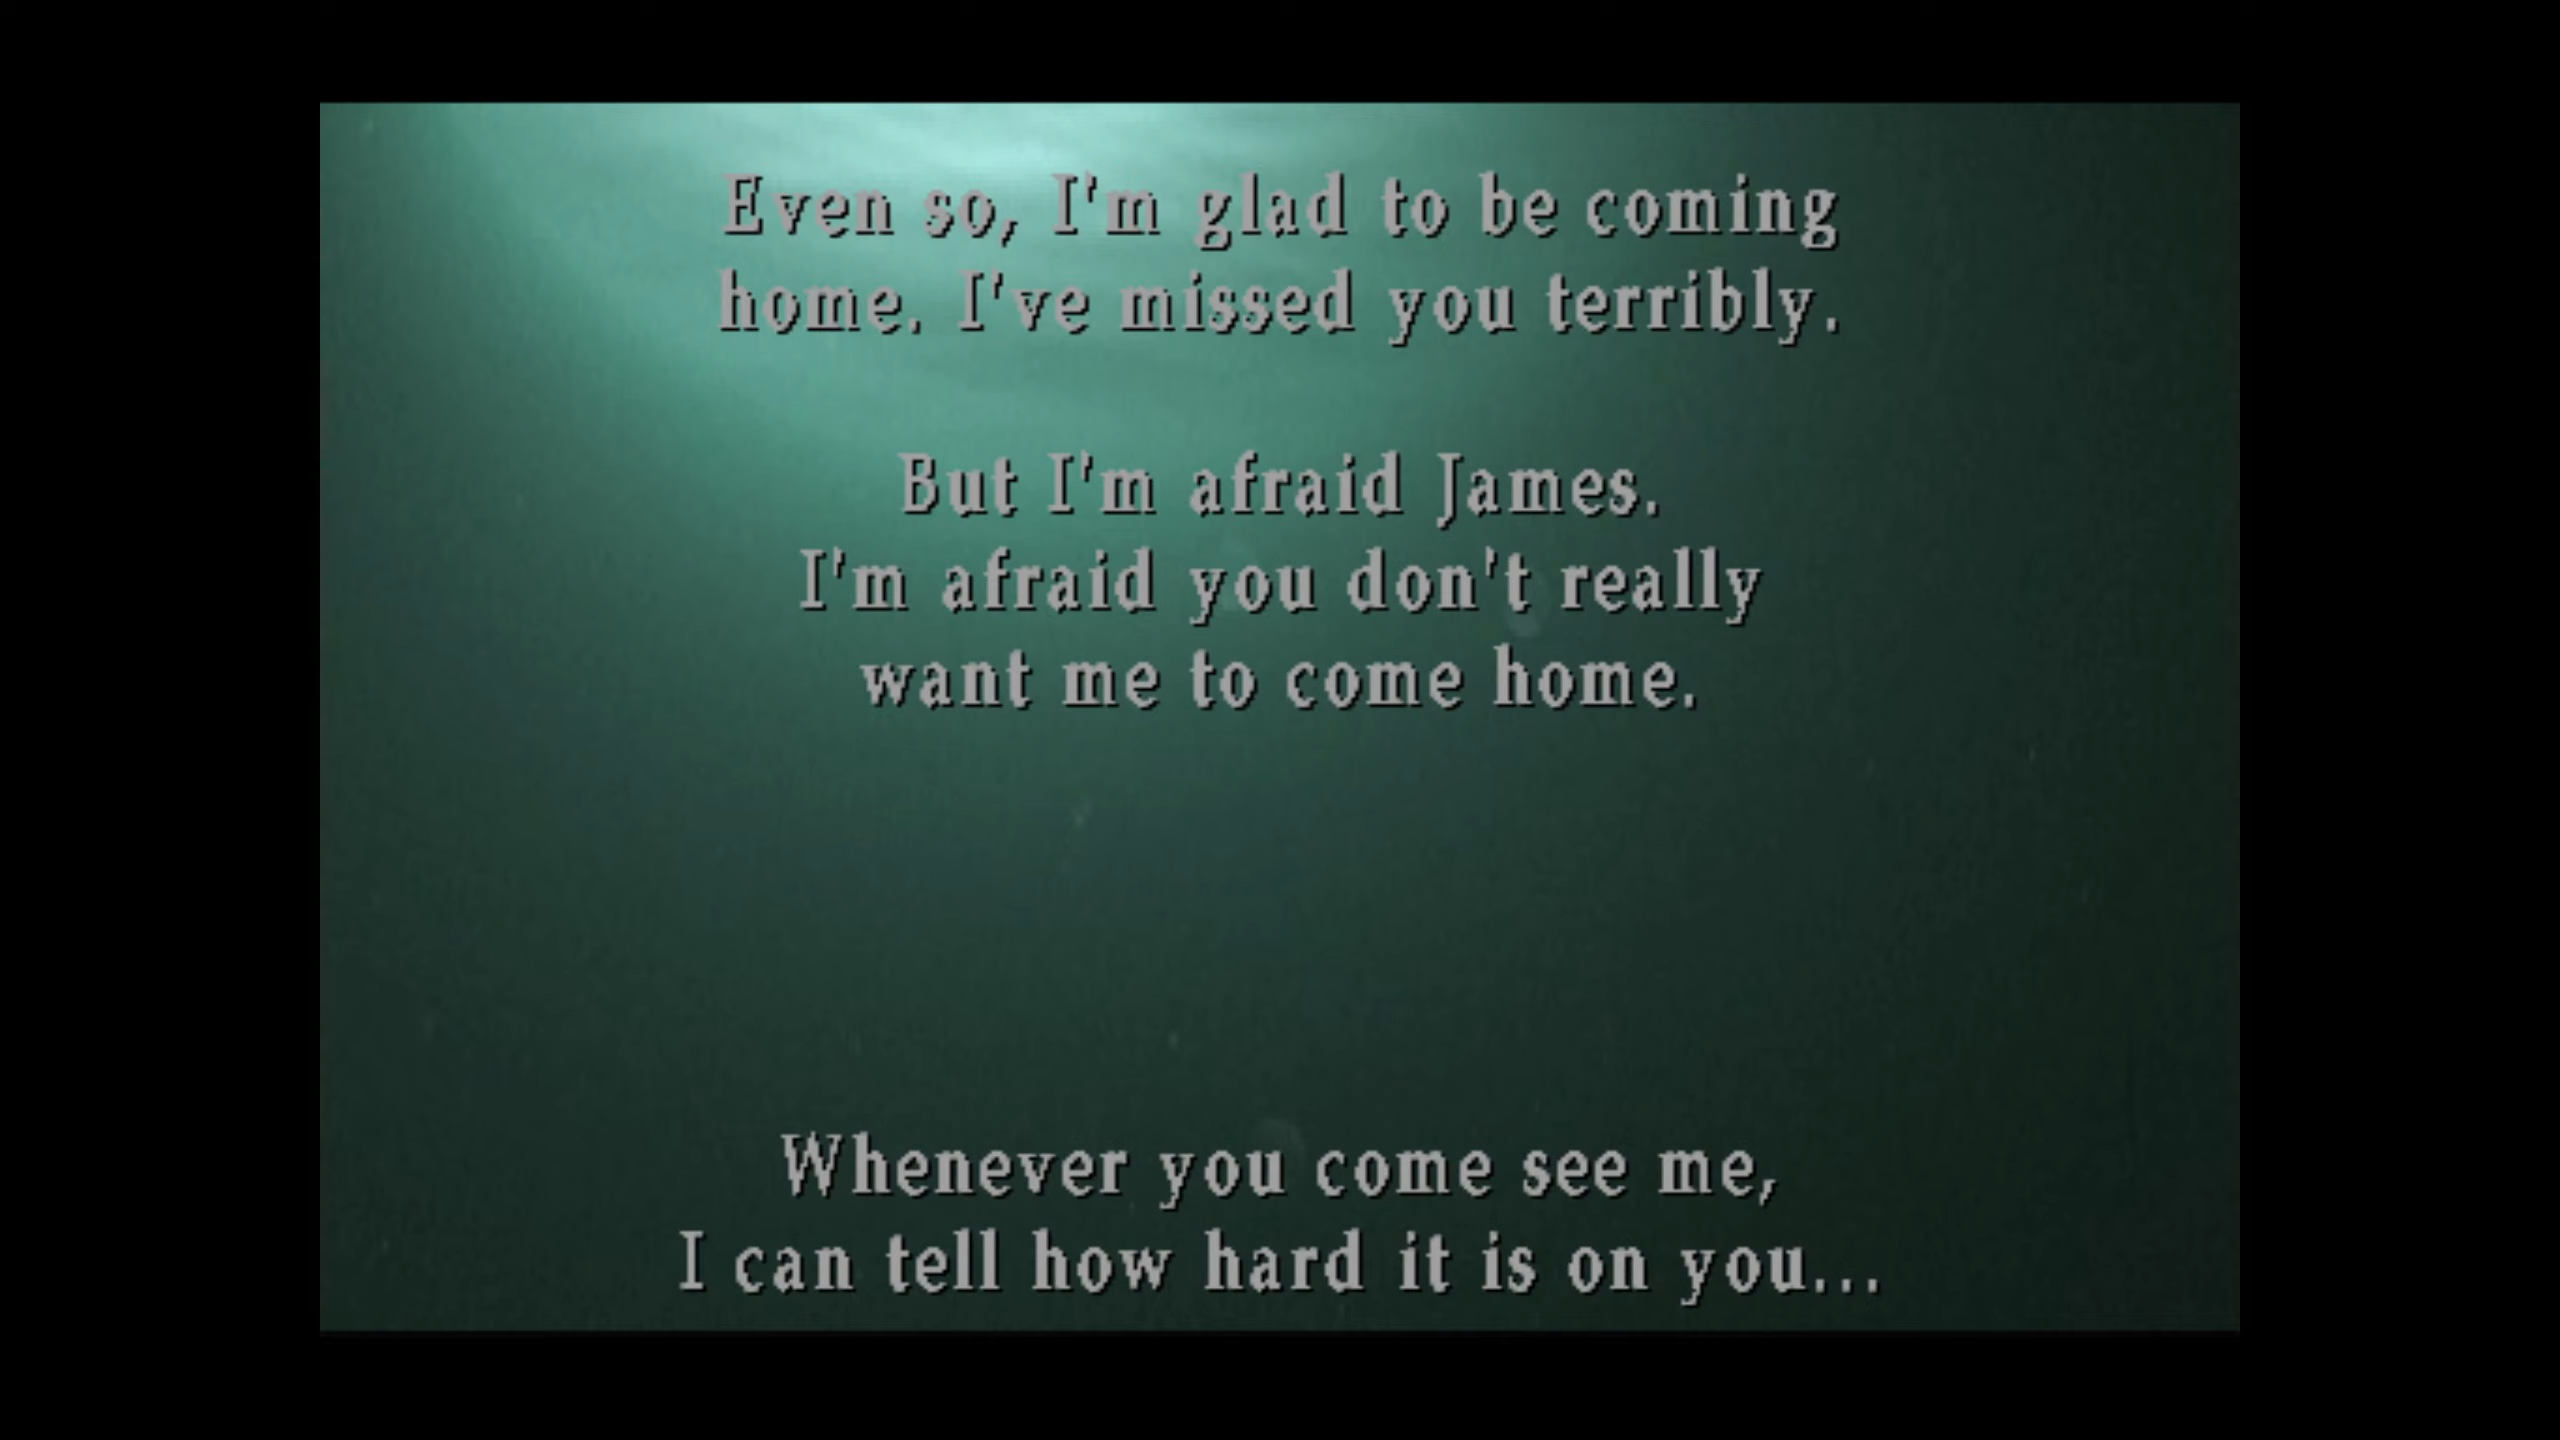 Even so, I'm glad to be coming
home. I've missed you terribly.
But I'm afraid James.
I'm afraid you don't really
want me to come home.
Whenever you come see me,
I can tell how hard it is on you...